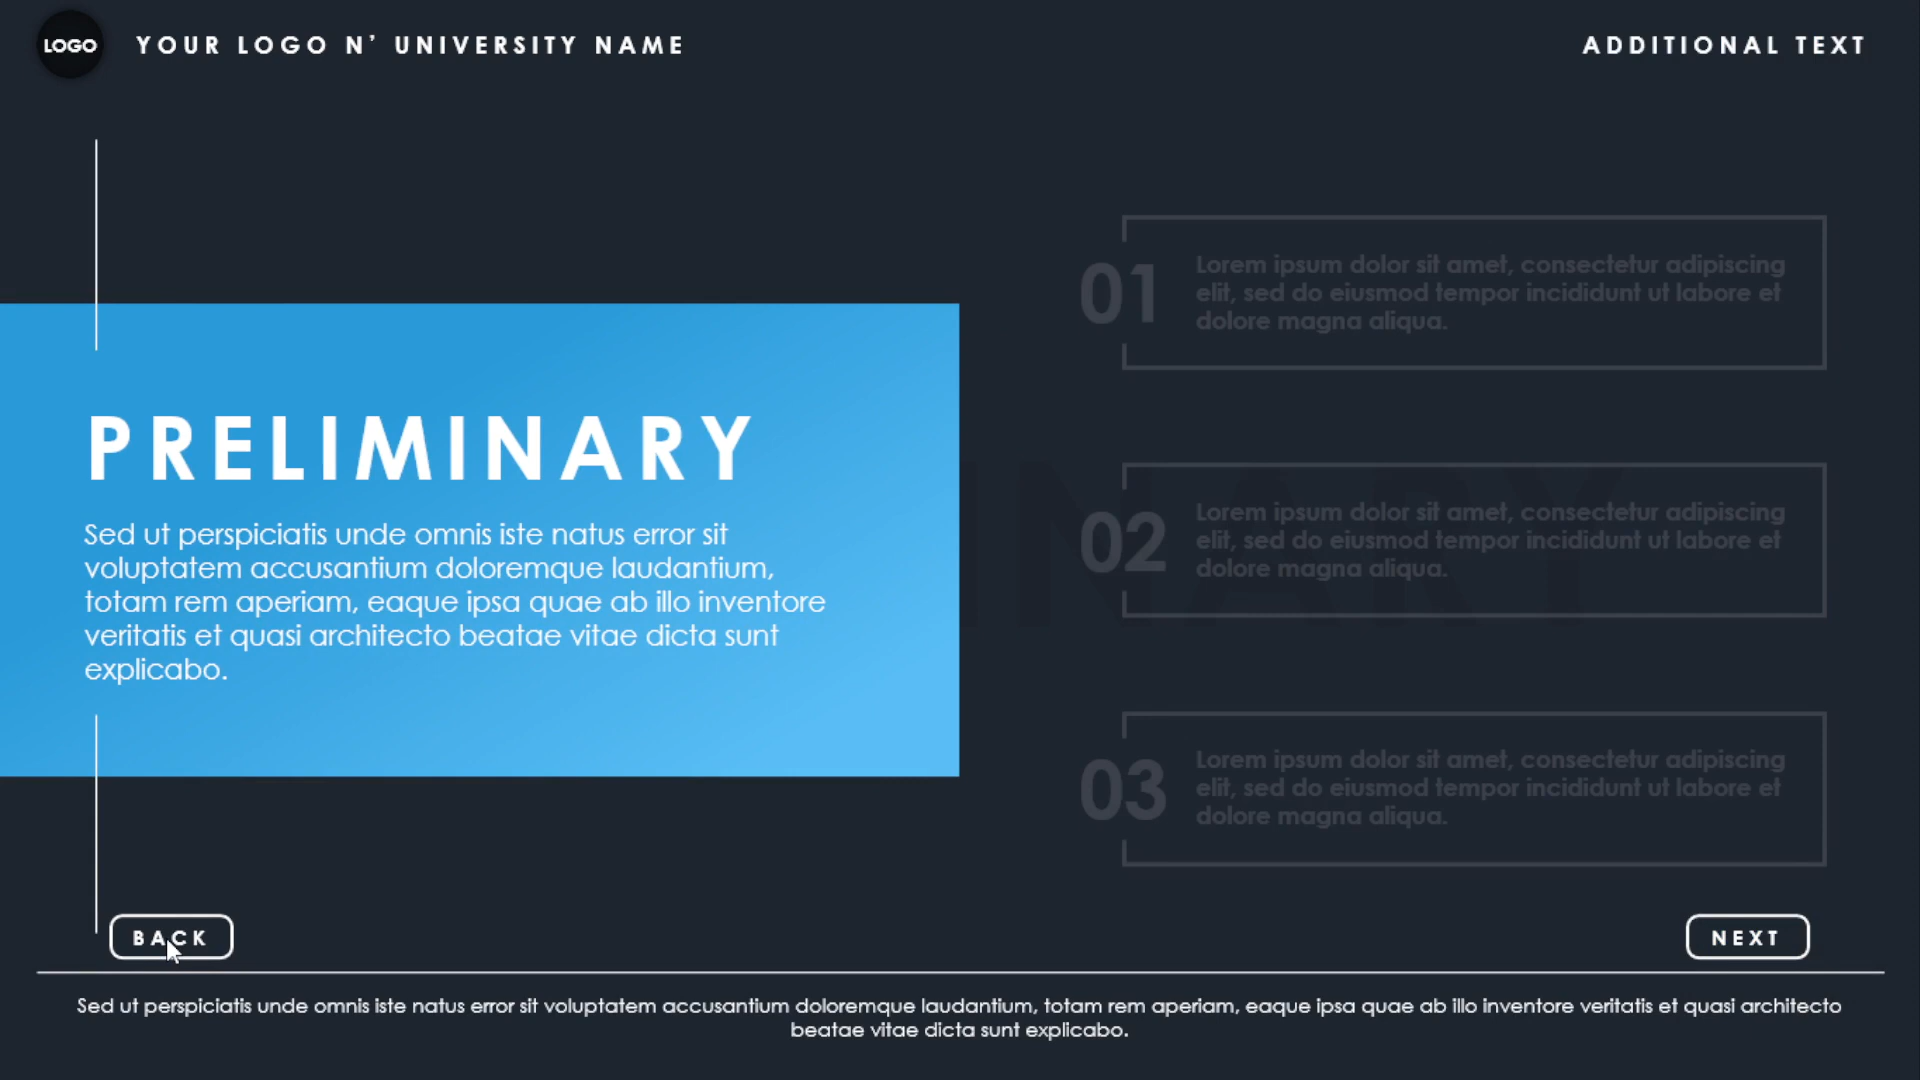 LOGO
YOUR LOGO N' UNIVERSITY NAME
ADDITIONAL TEXT
PRELIMINARY
Sed ut perspiciatis unde omnis iste natus error sit
voluptatem accusantium doloremque laudantium,
totam rem aperiam, eaque ipsa quae ab illo inventore
veritatis et quasi architecto beatae vitae dicta sunt
explicabo.
01
Lorem ipsum dolor sit amet, consectetur adipiscing
elit, sed do eiusmod tempor incididunt ut labore et
dolore magna aliqua.
INARY
02
Lorem ipsum dolor sit amet, consectetur adipiscing
elit, sed do eiusmod tempor incididunt ut labore et
dolore magna aliqua.
03
Lorem ipsum dolor sit amet, consectetur adipiscing
elit, sed do eiusmod tempor incididunt ut labore et
dolore magna aliqua.
BACK
NEXT
Sed ut perspiciatis unde omnis iste natus error sit voluptatem accusantium doloremque laudantium, totam rem aperiam, eaque ipsa quae ab illo inventore veritatis et quasi architecto
beatae vitae dicta sunt explicabo.